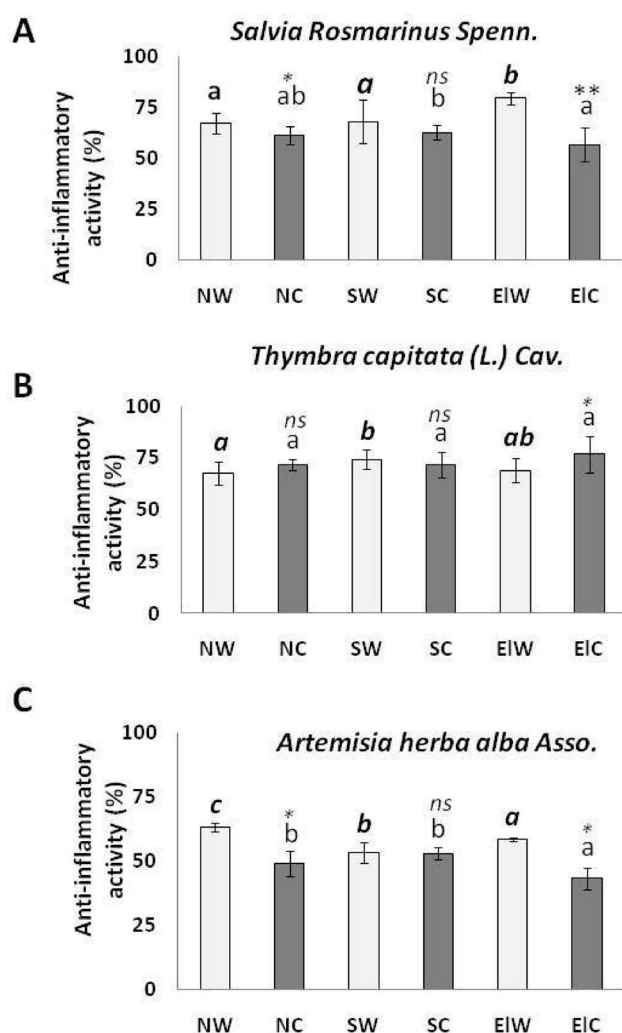 A
Salvia Rosmarinus Spenn.
Anti-inflammatory
activity (%)
100
75
50
25
0
a
*
ab
a
ns
b
b
**
a
NW NC SW SC ElW ElC
Thymbra capitata (L.) Cav.
B
Anti-inflammatory
activity (%)
100
75
50
25
0
a
ns
a
b
ns
a
ab
*
a
NW NC SW SC ElW ElC
C
Artemisia herba alba Asso.
Anti-inflammatory
activity (%)
100
75
50
25
0
c
*
b
b
ns
b
a
*
a
NW NC SW SC ElW ElC